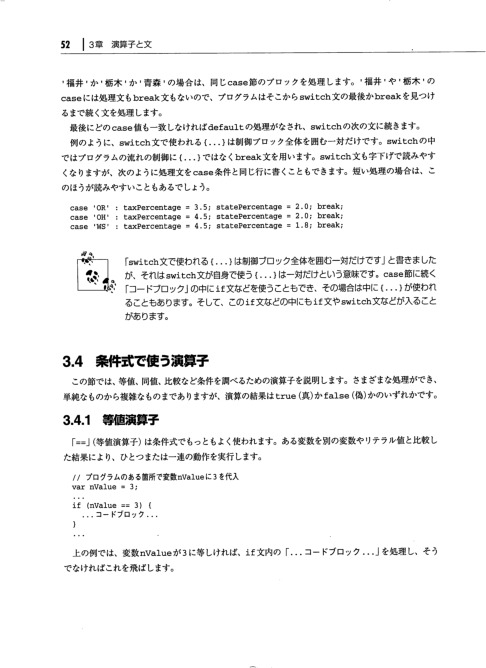 52 3章 演算子と文
'福井'か'栃木'か'青森'の場合は、同じcase節のブロックを処理します。'福井'や'栃木'の
caseには処理文もbreak文もないので、プログラムはそこからswitch文の最後かbreakを見つけ
るまで続く文を処理します。
最後にどのcase値も一致しなければdefaultの処理がなされ、switchの次の文に続きます。
例のように、switch文で使われる{...}は制御ブロック全体を囲む一対だけです。switchの中
ではプログラムの流れの制御に{...}ではなくbreak文を用います。switch文も字下げで読みやす
くなりますが、次のように処理文をcase条件と同じ行に書くこともできます。短い処理の場合は、こ
のほうが読みやすいこともあるでしょう。
case 'OR' : taxPercentage = 3.5; statePercentage = 2.0; break;
case 'OH' : taxPercentage = 4.5; statePercentage = 2.0; break;
case 'MS' : taxPercentage = 4.5; statePercentage = 1.8; break;
「switch文で使われる{...}は制御ブロック全体を囲む一対だけです」と書きました
が、それはswitch文が自身で使う{...}は一対だけという意味です。case節に続く
「コードブロック」の中にif文などを使うこともでき、その場合は中に{...}が使われ
ることもあります。そして、このif文などの中にもif文やswitch文などが入ること
があります。
3.4 条件式で使う演算子
この節では、等値、同値、比較など条件を調べるための演算子を説明します。さまざまな処理ができ、
単純なものから複雑なものまでありますが、演算の結果はtrue(真)かfalse(偽)かのいずれかです。
3.4.1 等値演算子
「==」(等値演算子)は条件式でもっともよく使われます。ある変数を別の変数やリテラル値と比較し
た結果により、ひとつまたは一連の動作を実行します。
// プログラムのある箇所で変数nValueに3を代入
var nValue = 3;
...
if (nValue == 3) {
...コードブロック...
}
...
上の例では、変数nValueが3に等しければ、if文内の「...コードブロック...」を処理し、そう
でなければこれを飛ばします。